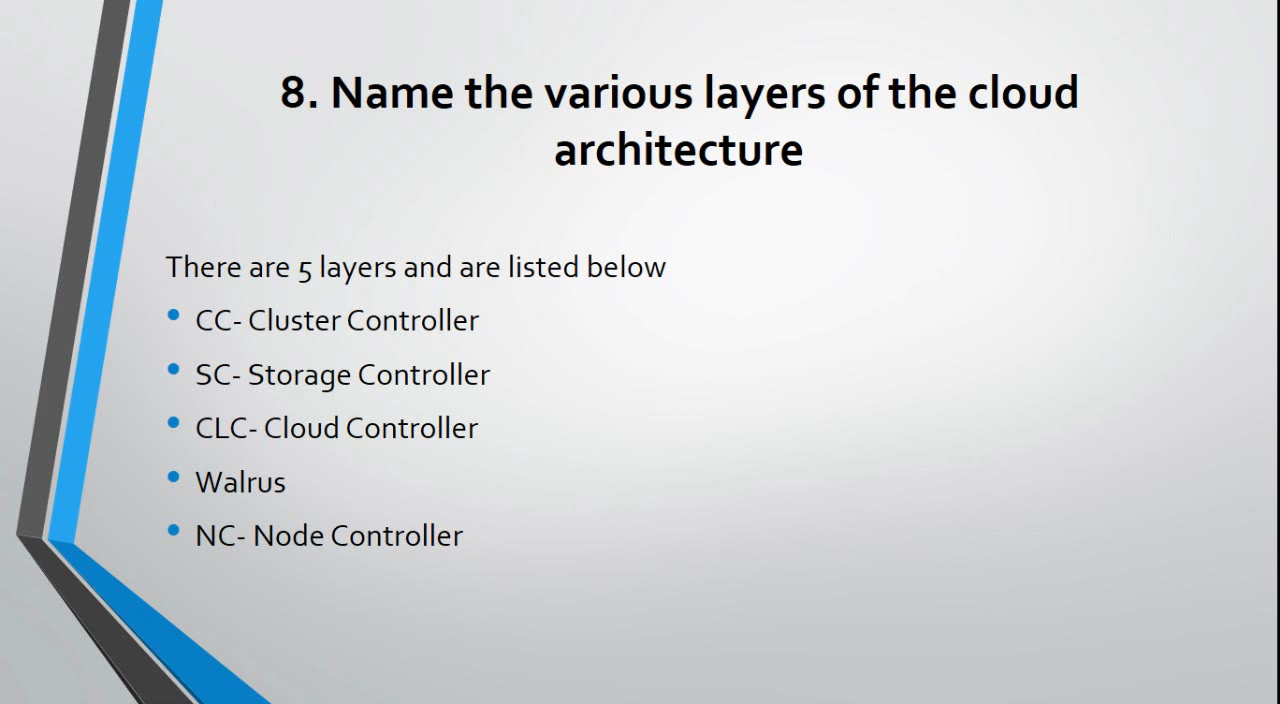 8. Name the various layers of the cloud
architecture
There are 5 layers and are listed below
• CC- Cluster Controller
• SC- Storage Controller
• CLC- Cloud Controller
• Walrus
• NC- Node Controller